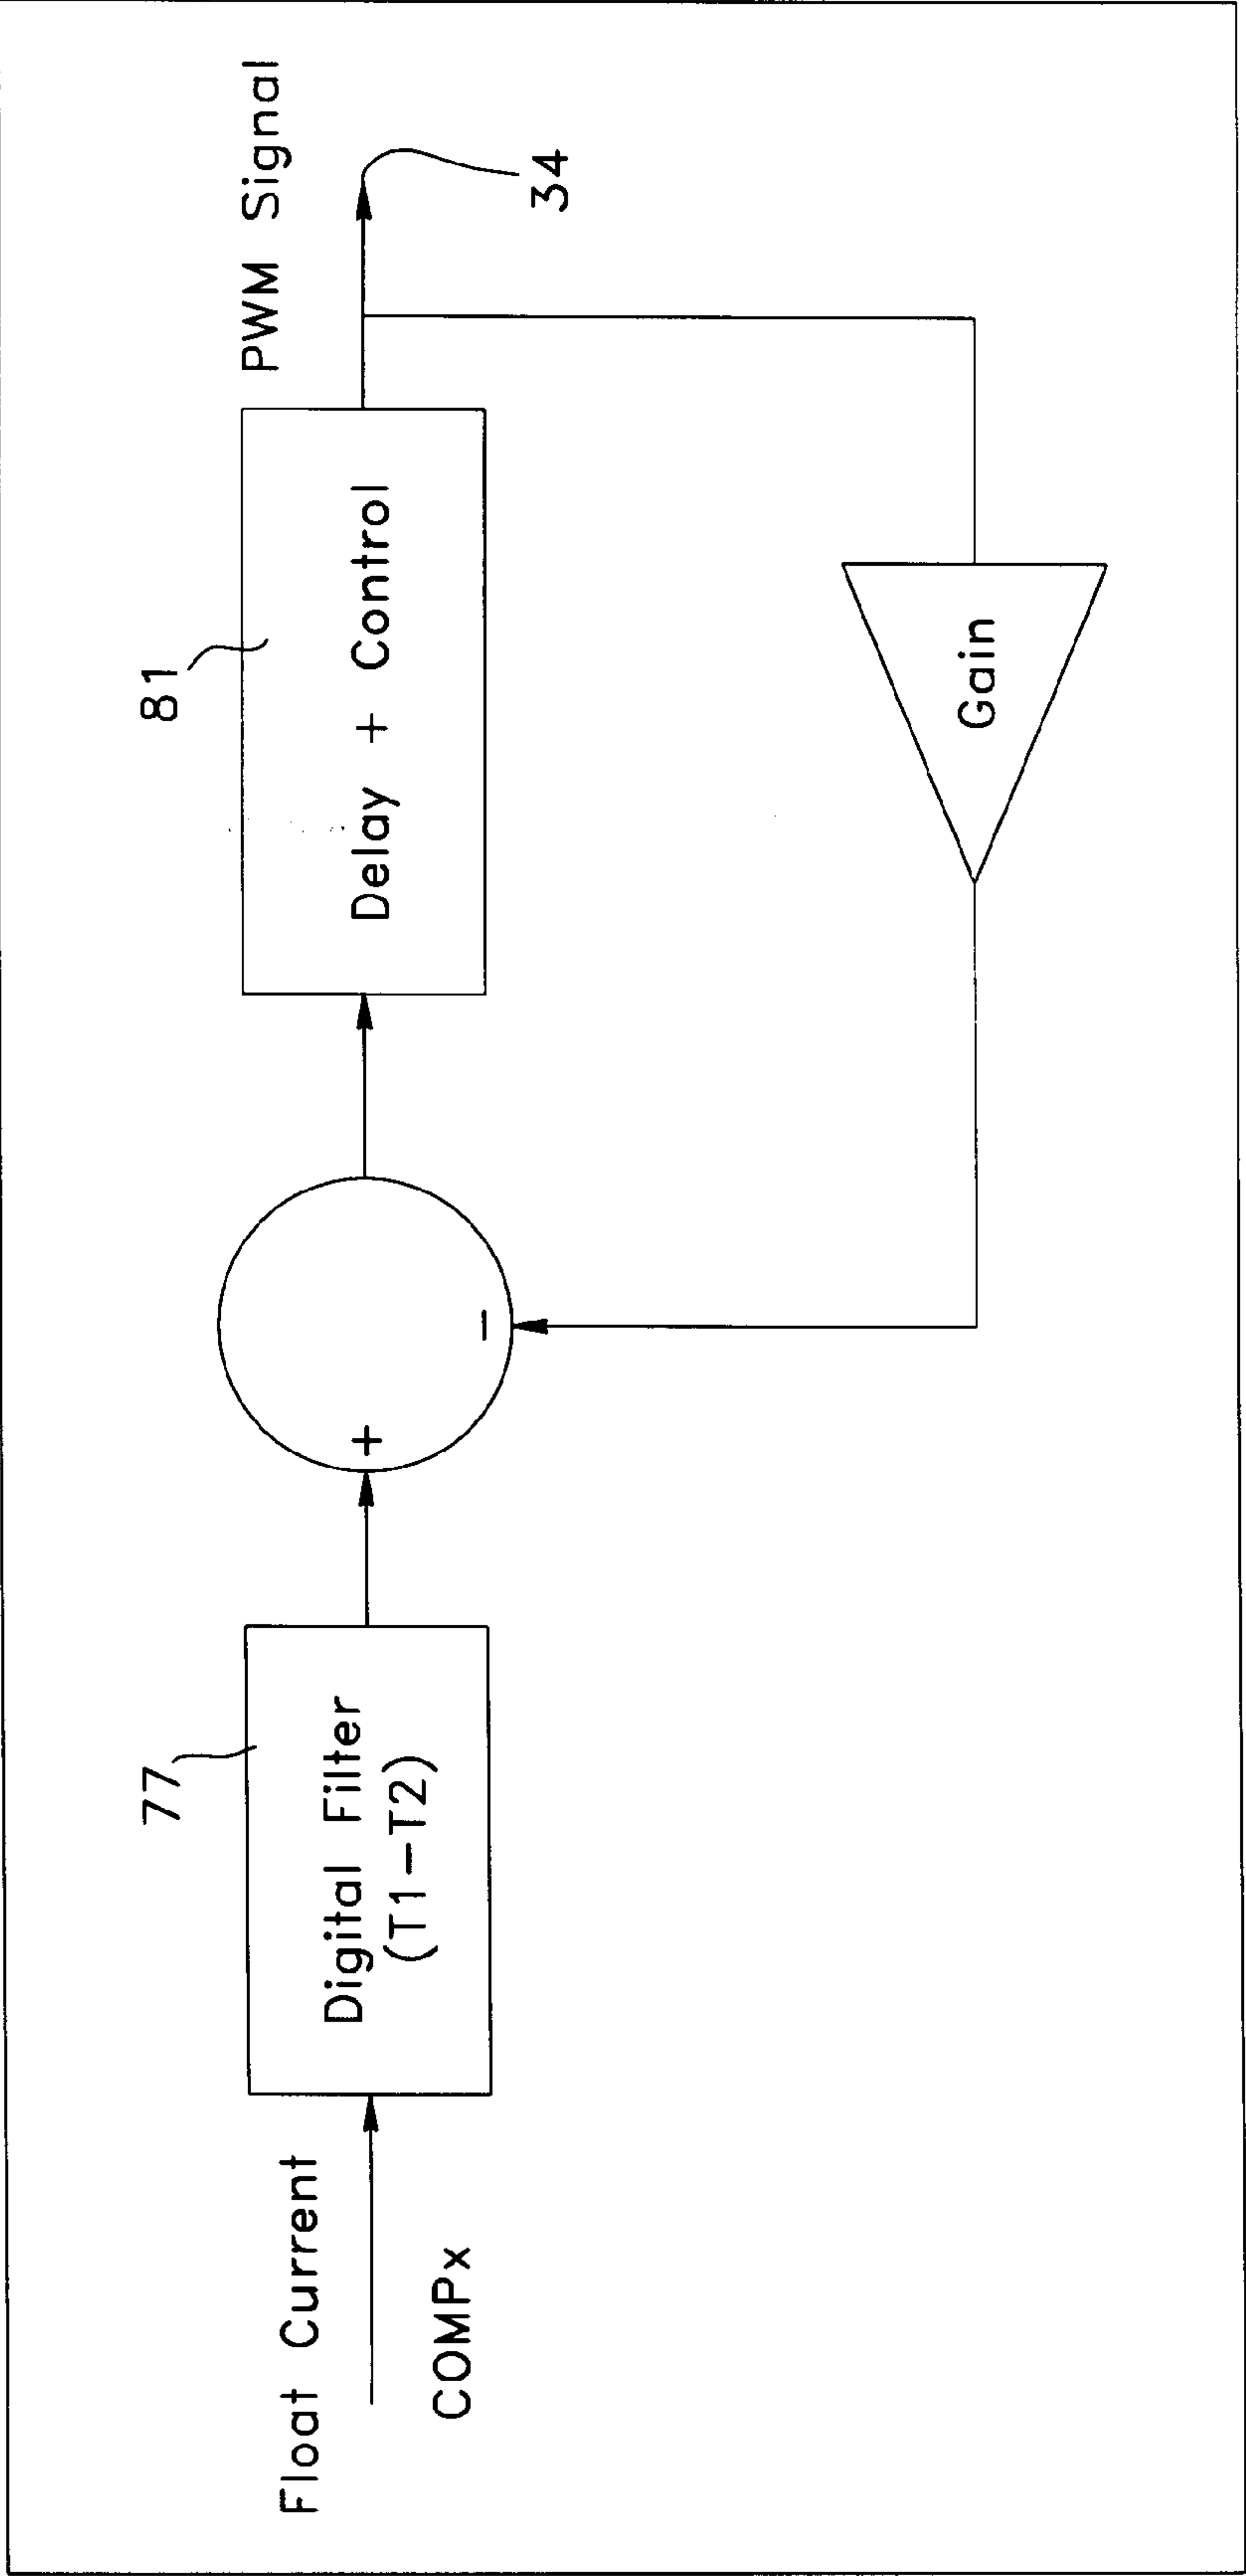 Float Current
COMPx
77
Digital Filter
(T1-T2)
+
-
81
Delay + Control
PWM Signal
34
Gain